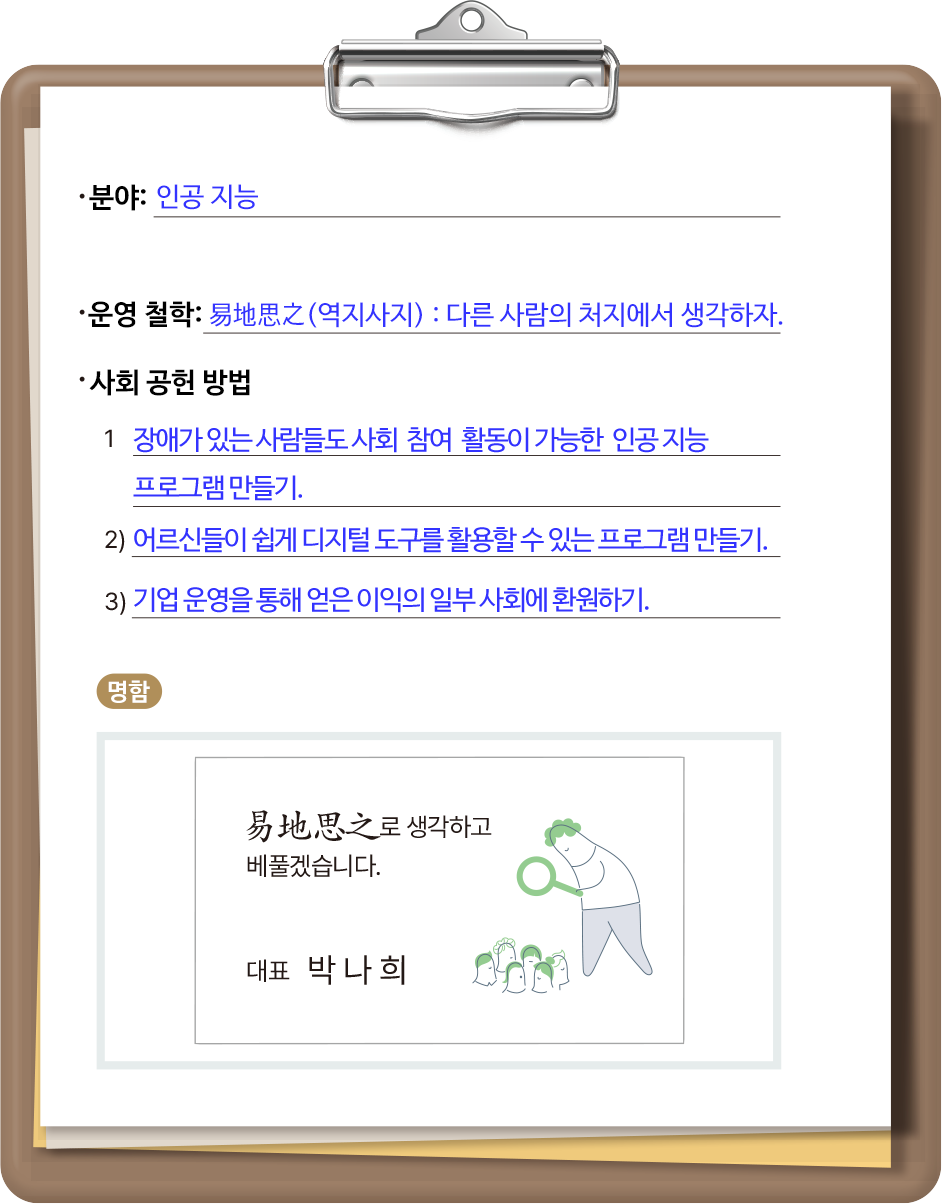 ·분야: 인공 지능
·운영 철학: 易地思之(역지사지) : 다른 사람의 처지에서 생각하자.
·사회 공헌 방법
1 장애가 있는 사람들도 사회 참여 활동이 가능한 인공 지능
프로그램 만들기.
2) 어르신들이 쉽게 디지털 도구를 활용할 수 있는 프로그램 만들기.
3) 기업 운영을 통해 얻은 이익의 일부 사회에 환원하기.
명함
易地思之로 생각하고
베풀겠습니다.
대표 박나희